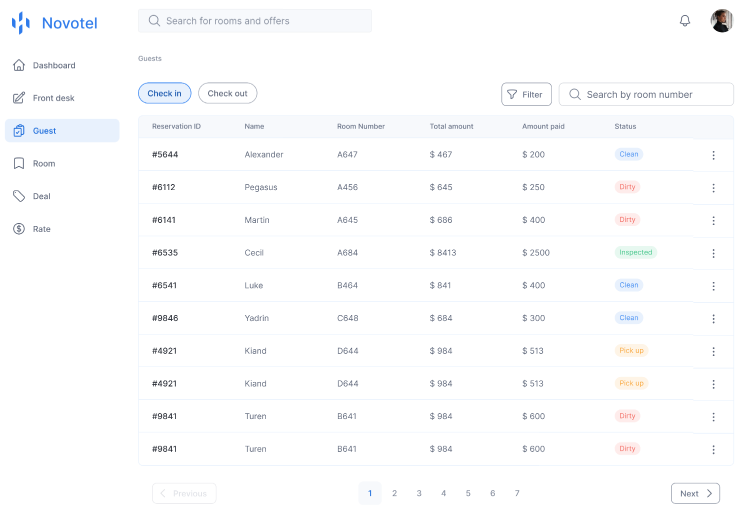 Novotel
Search for rooms and offers
Dashboard
Front desk
Guest
Room
Deal
Rate
Guests
Check in Check out Filter Search by room number
Reservation ID Name Room Number Total amount Amount paid Status
#5644 Alexander A647 $ 467 $ 200 Clean
#6112 Pegasus A456 $ 645 $ 250 Dirty
#6141 Martin A645 $ 686 $ 400 Dirty
#6535 Cecil A684 $ 8413 $ 2500 Inspected
#6541 Luke B464 $ 841 $ 400 Clean
#9846 Yadrin C648 $ 684 $ 300 Clean
#4921 Kiand D644 $ 984 $ 513 Pick up
#4921 Kiand D644 $ 984 $ 513 Pick up
#9841 Turen B641 $ 984 $ 600 Dirty
#9841 Turen B641 $ 984 $ 600 Dirty
Previous 1 2 3 4 5 6 7 Next